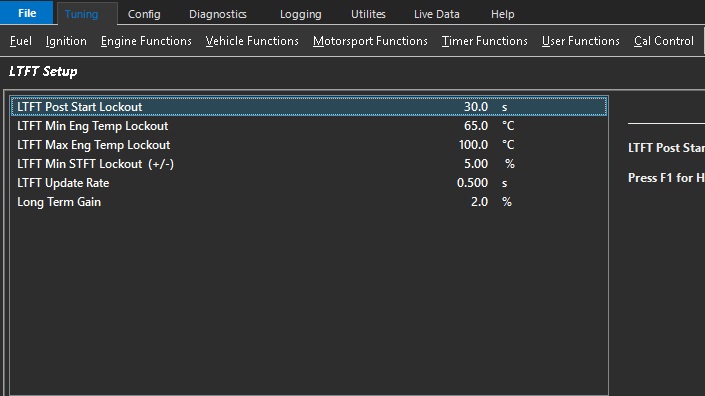 File Tuning Config Diagnostics Logging Utilites Live Data Help
Fuel Ignition Engine Functions Vehicle Functions Motorsport Functions Timer Functions User Functions Cal Control
LTFT Setup
LTFT Post Start Lockout 30.0 s
LTFT Min Eng Temp Lockout 65.0 °C
LTFT Max Eng Temp Lockout 100.0 °C
LTFT Min STFT Lockout (+/-) 5.00 %
LTFT Update Rate 0.500 s
Long Term Gain 2.0 %
LTFT Post Star
Press F1 for H